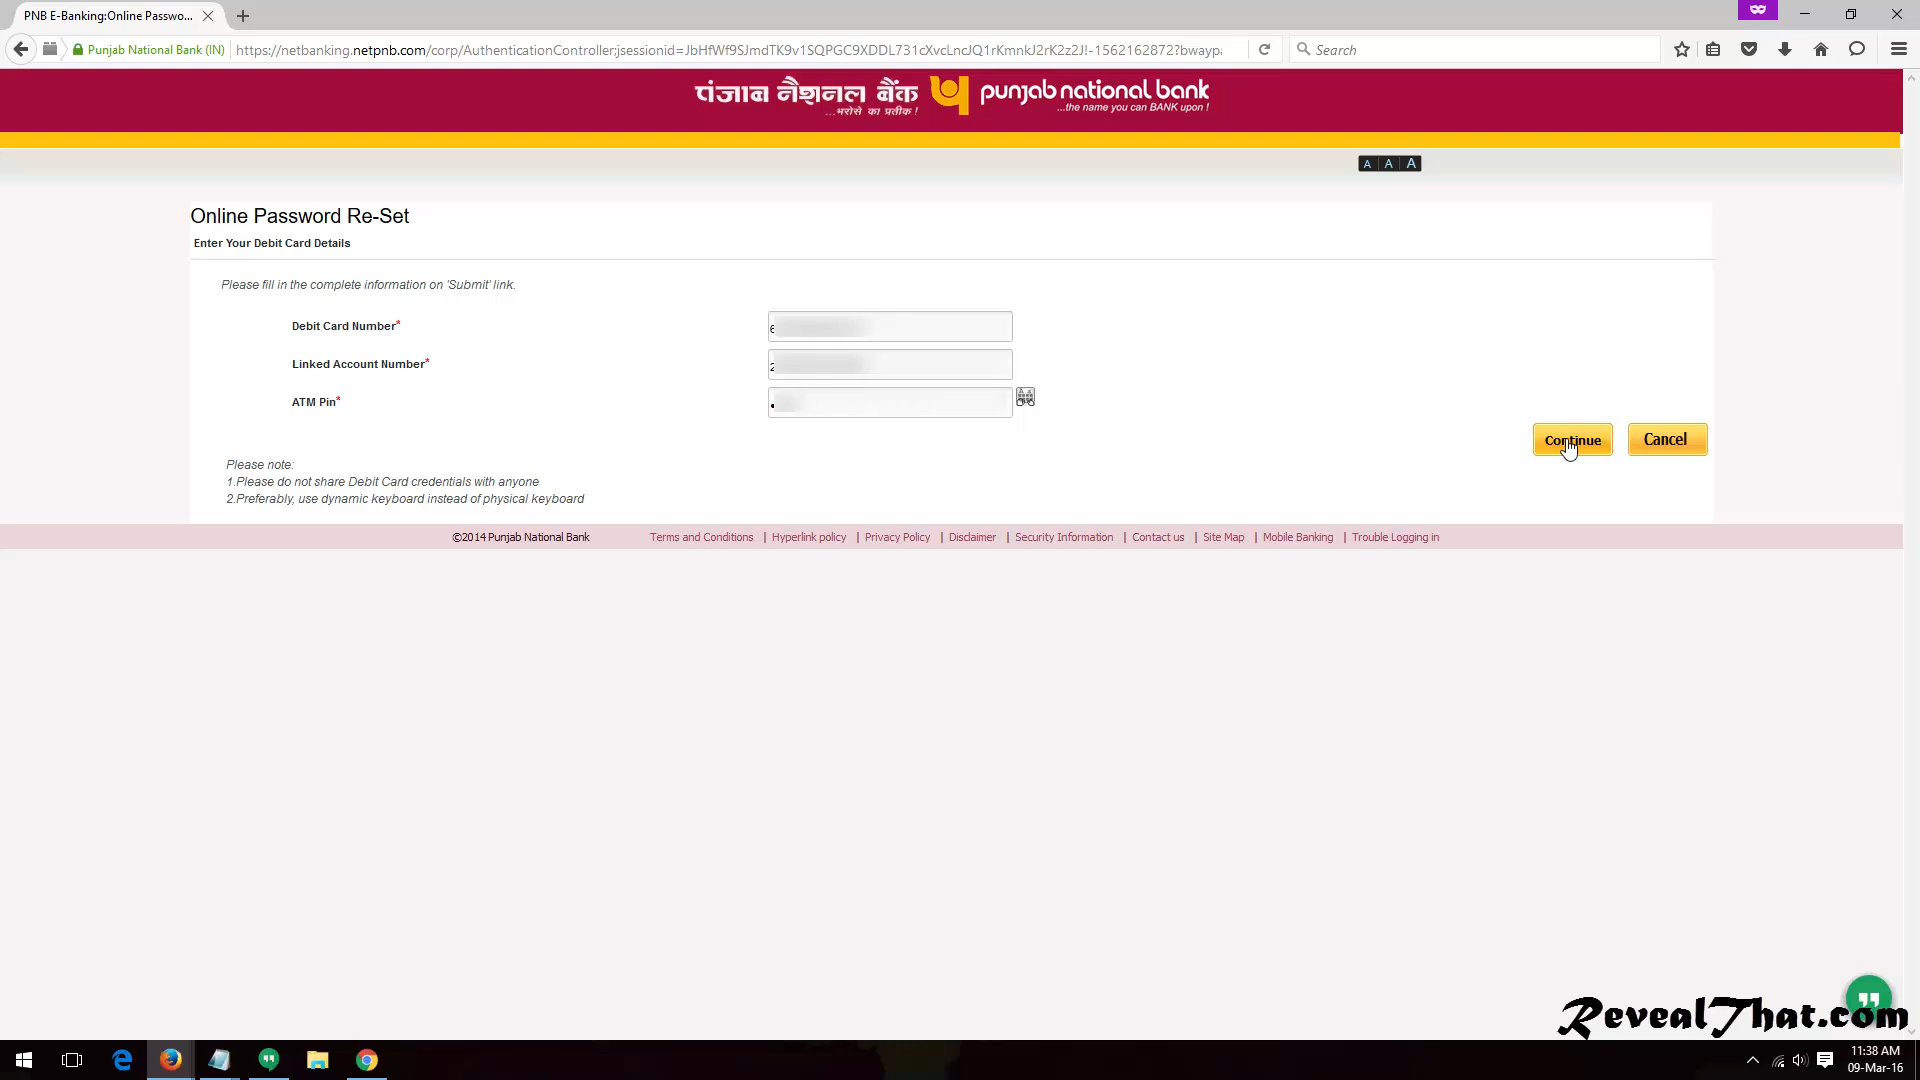 PNB E-Banking:Online Passwo...
Punjab National Bank (IN)
https://netbanking.netpnb.com/corp/AuthenticationController;jsessionid=JbHfWf9SJmdTK9v1SQPGC9XDDL731cXvcLncJQ1rKmnkJ2rK2z2J!-1562162872?bwaypa
Search
पंजाब नैशनल बैंक
...भरोसे का प्रतीक !
punjab national bank
...the name you can BANK upon !
A A A
Online Password Re-Set
Enter Your Debit Card Details
Please fill in the complete information on 'Submit' link.
Debit Card Number*
6
Linked Account Number*
2
ATM Pin*
Continue
Cancel
Please note:
1.Please do not share Debit Card credentials with anyone
2.Preferably, use dynamic keyboard instead of physical keyboard
©2014 Punjab National Bank
Terms and Conditions | Hyperlink policy | Privacy Policy | Disclaimer | Security Information | Contact us | Site Map | Mobile Banking | Trouble Logging in
RevealThat.com
11:38 AM
09-Mar-16